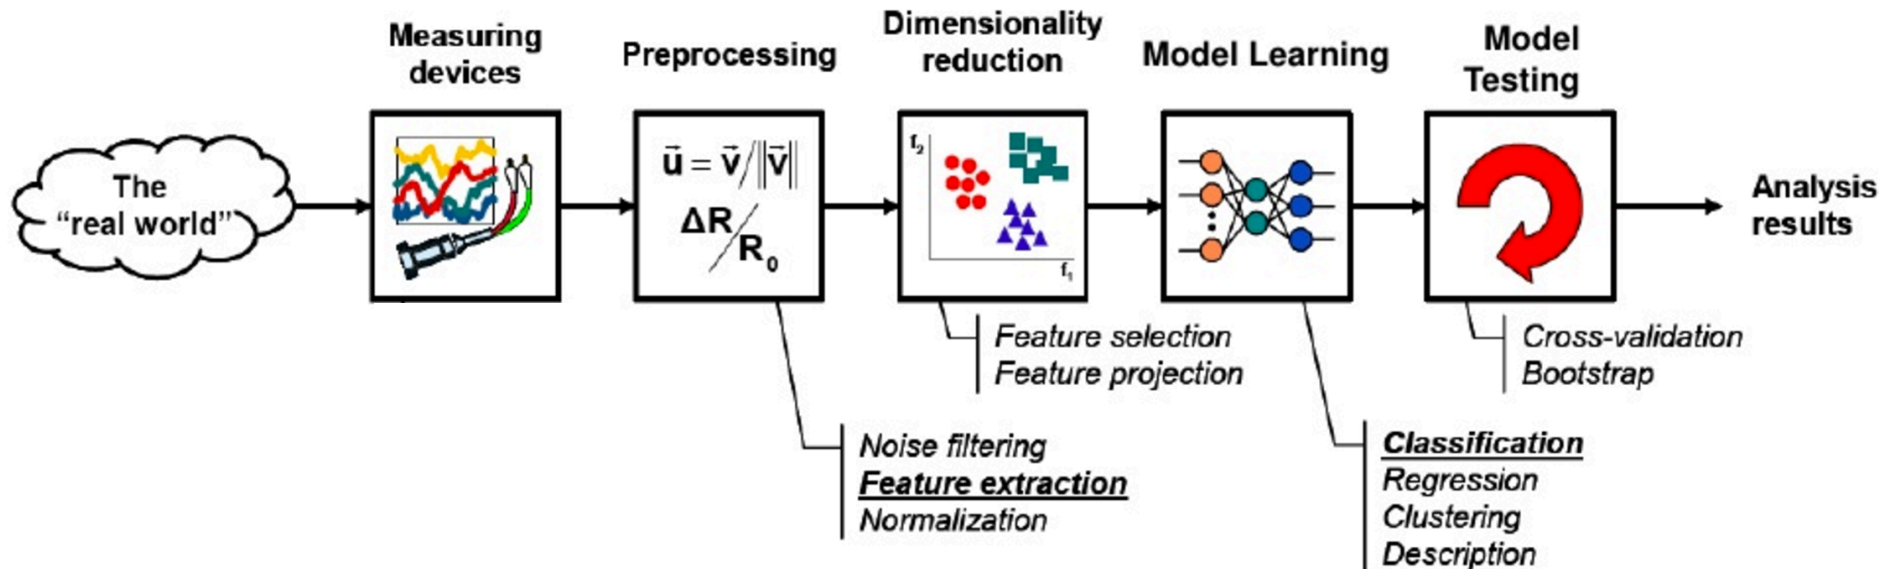 Measuring
devices
Preprocessing
Dimensionality
reduction
Model Learning
Model
Testing
The
“real world”
u⃗ = v⃗/‖v⃗‖
ΔR/R₀
f₂
f₁
Analysis
results
Feature selection
Feature projection
Cross-validation
Bootstrap
Noise filtering
Feature extraction
Normalization
Classification
Regression
Clustering
Description